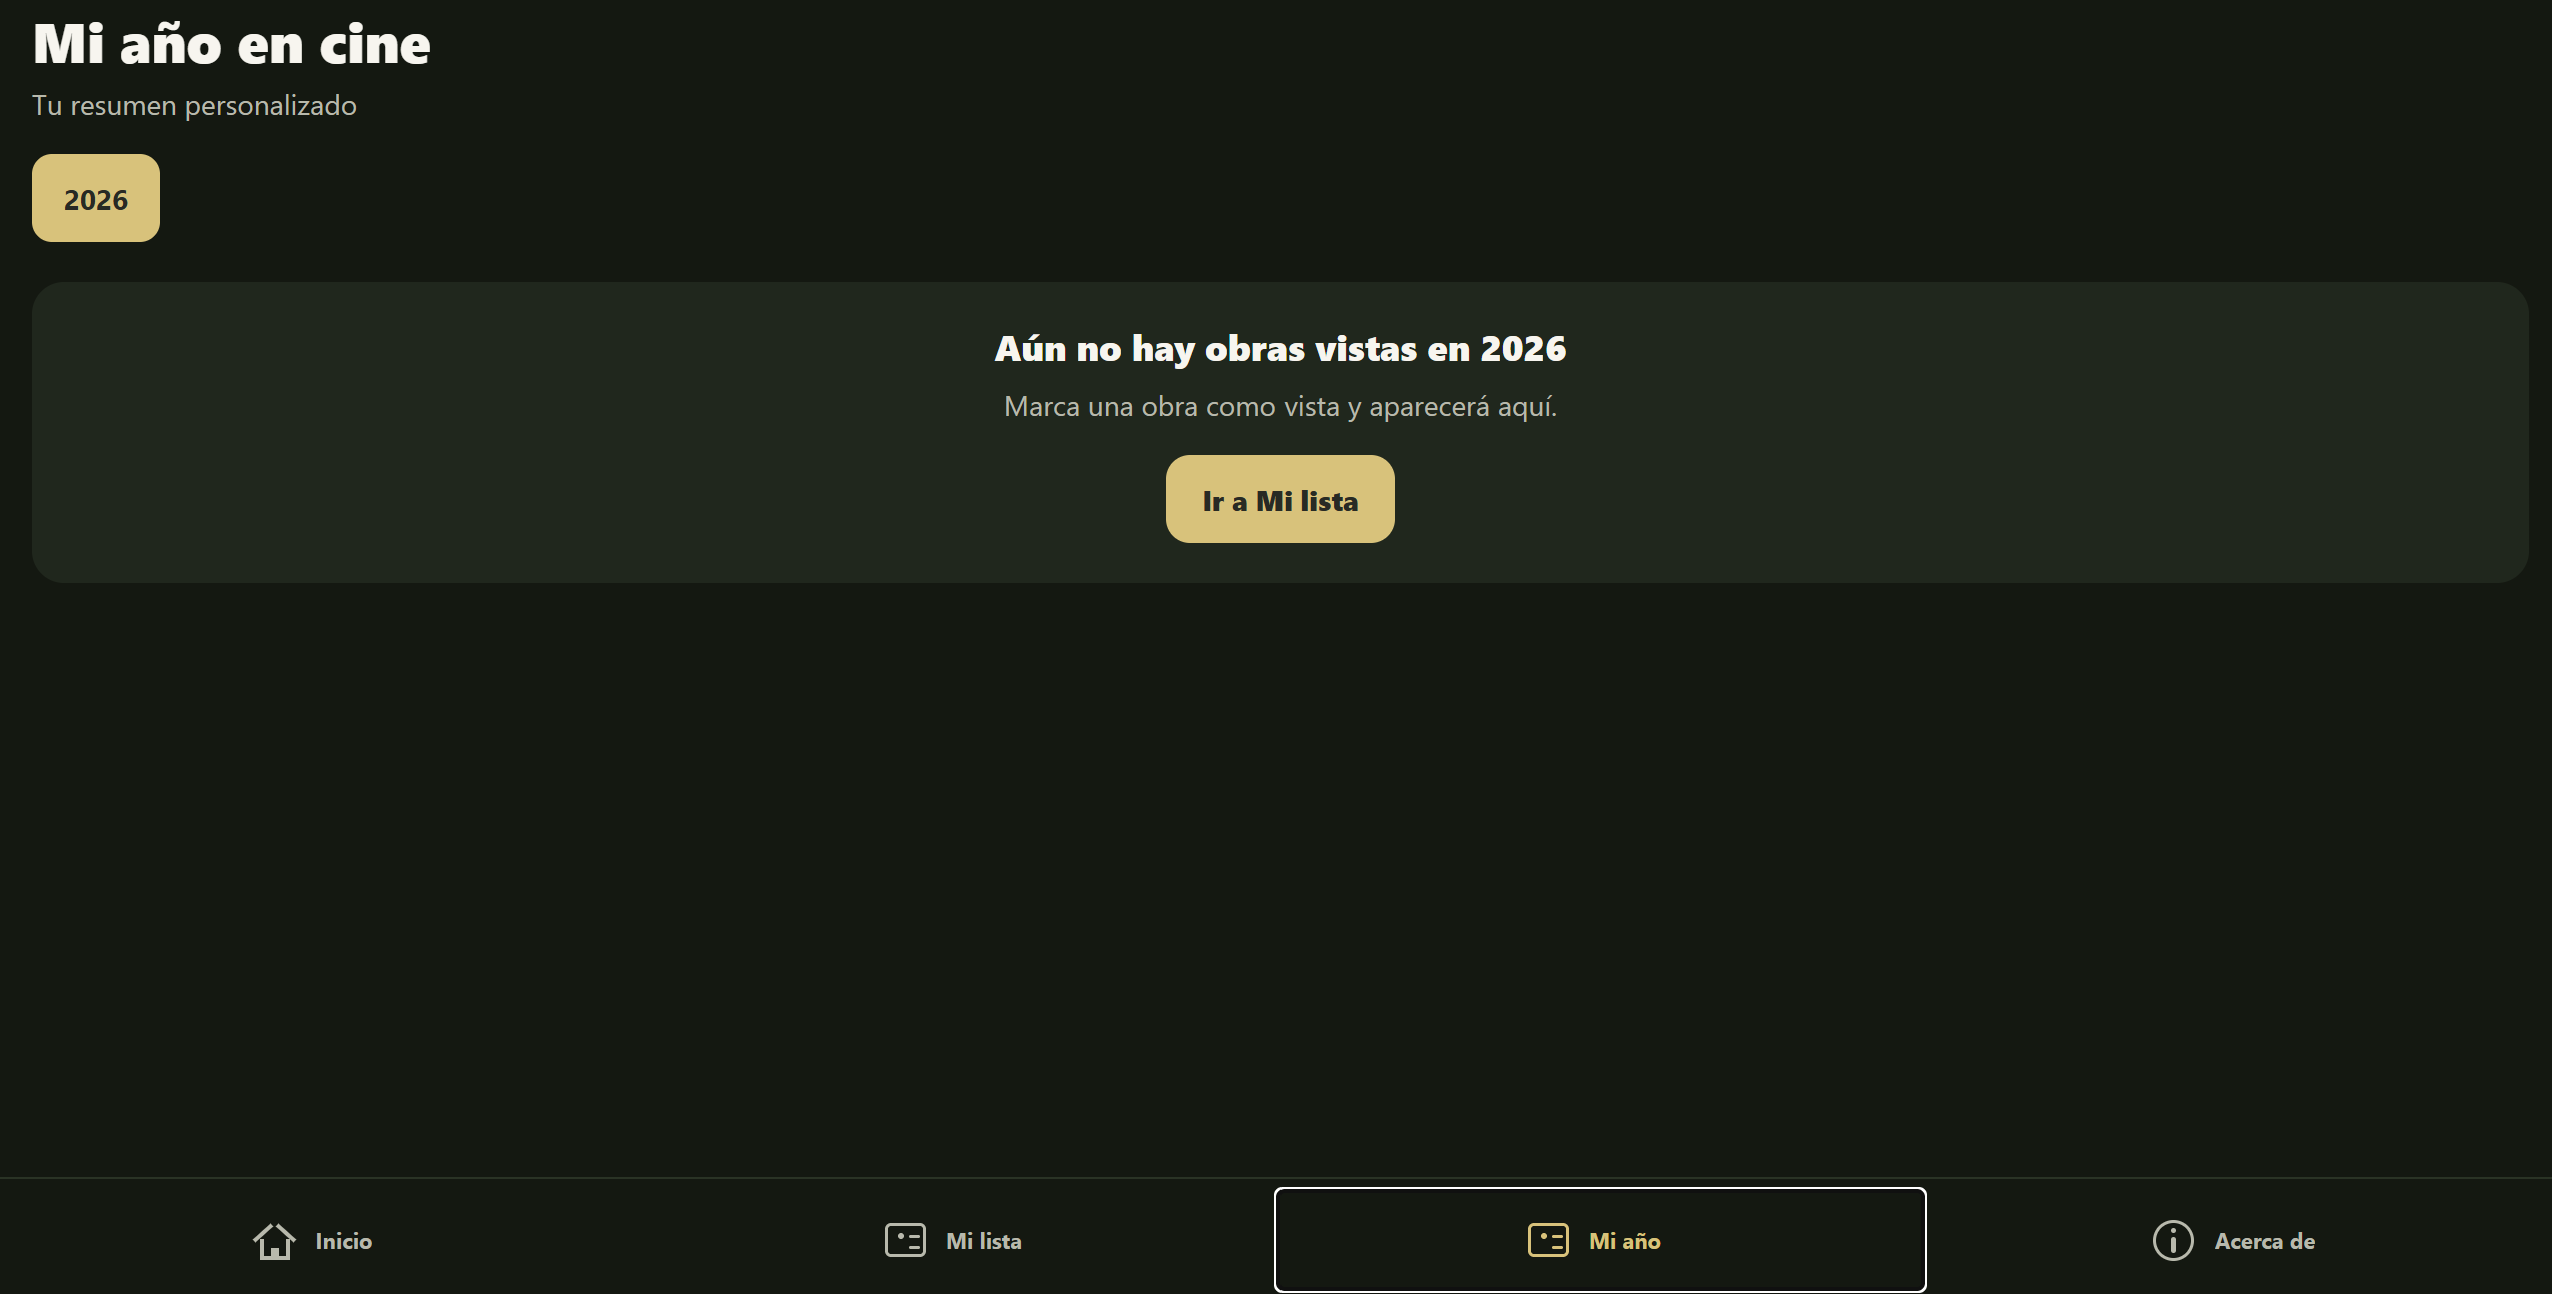 Mi año en cine
Tu resumen personalizado
2026
Aún no hay obras vistas en 2026
Marca una obra como vista y aparecerá aquí.
Ir a Mi lista
Inicio
Mi lista
Mi año
Acerca de